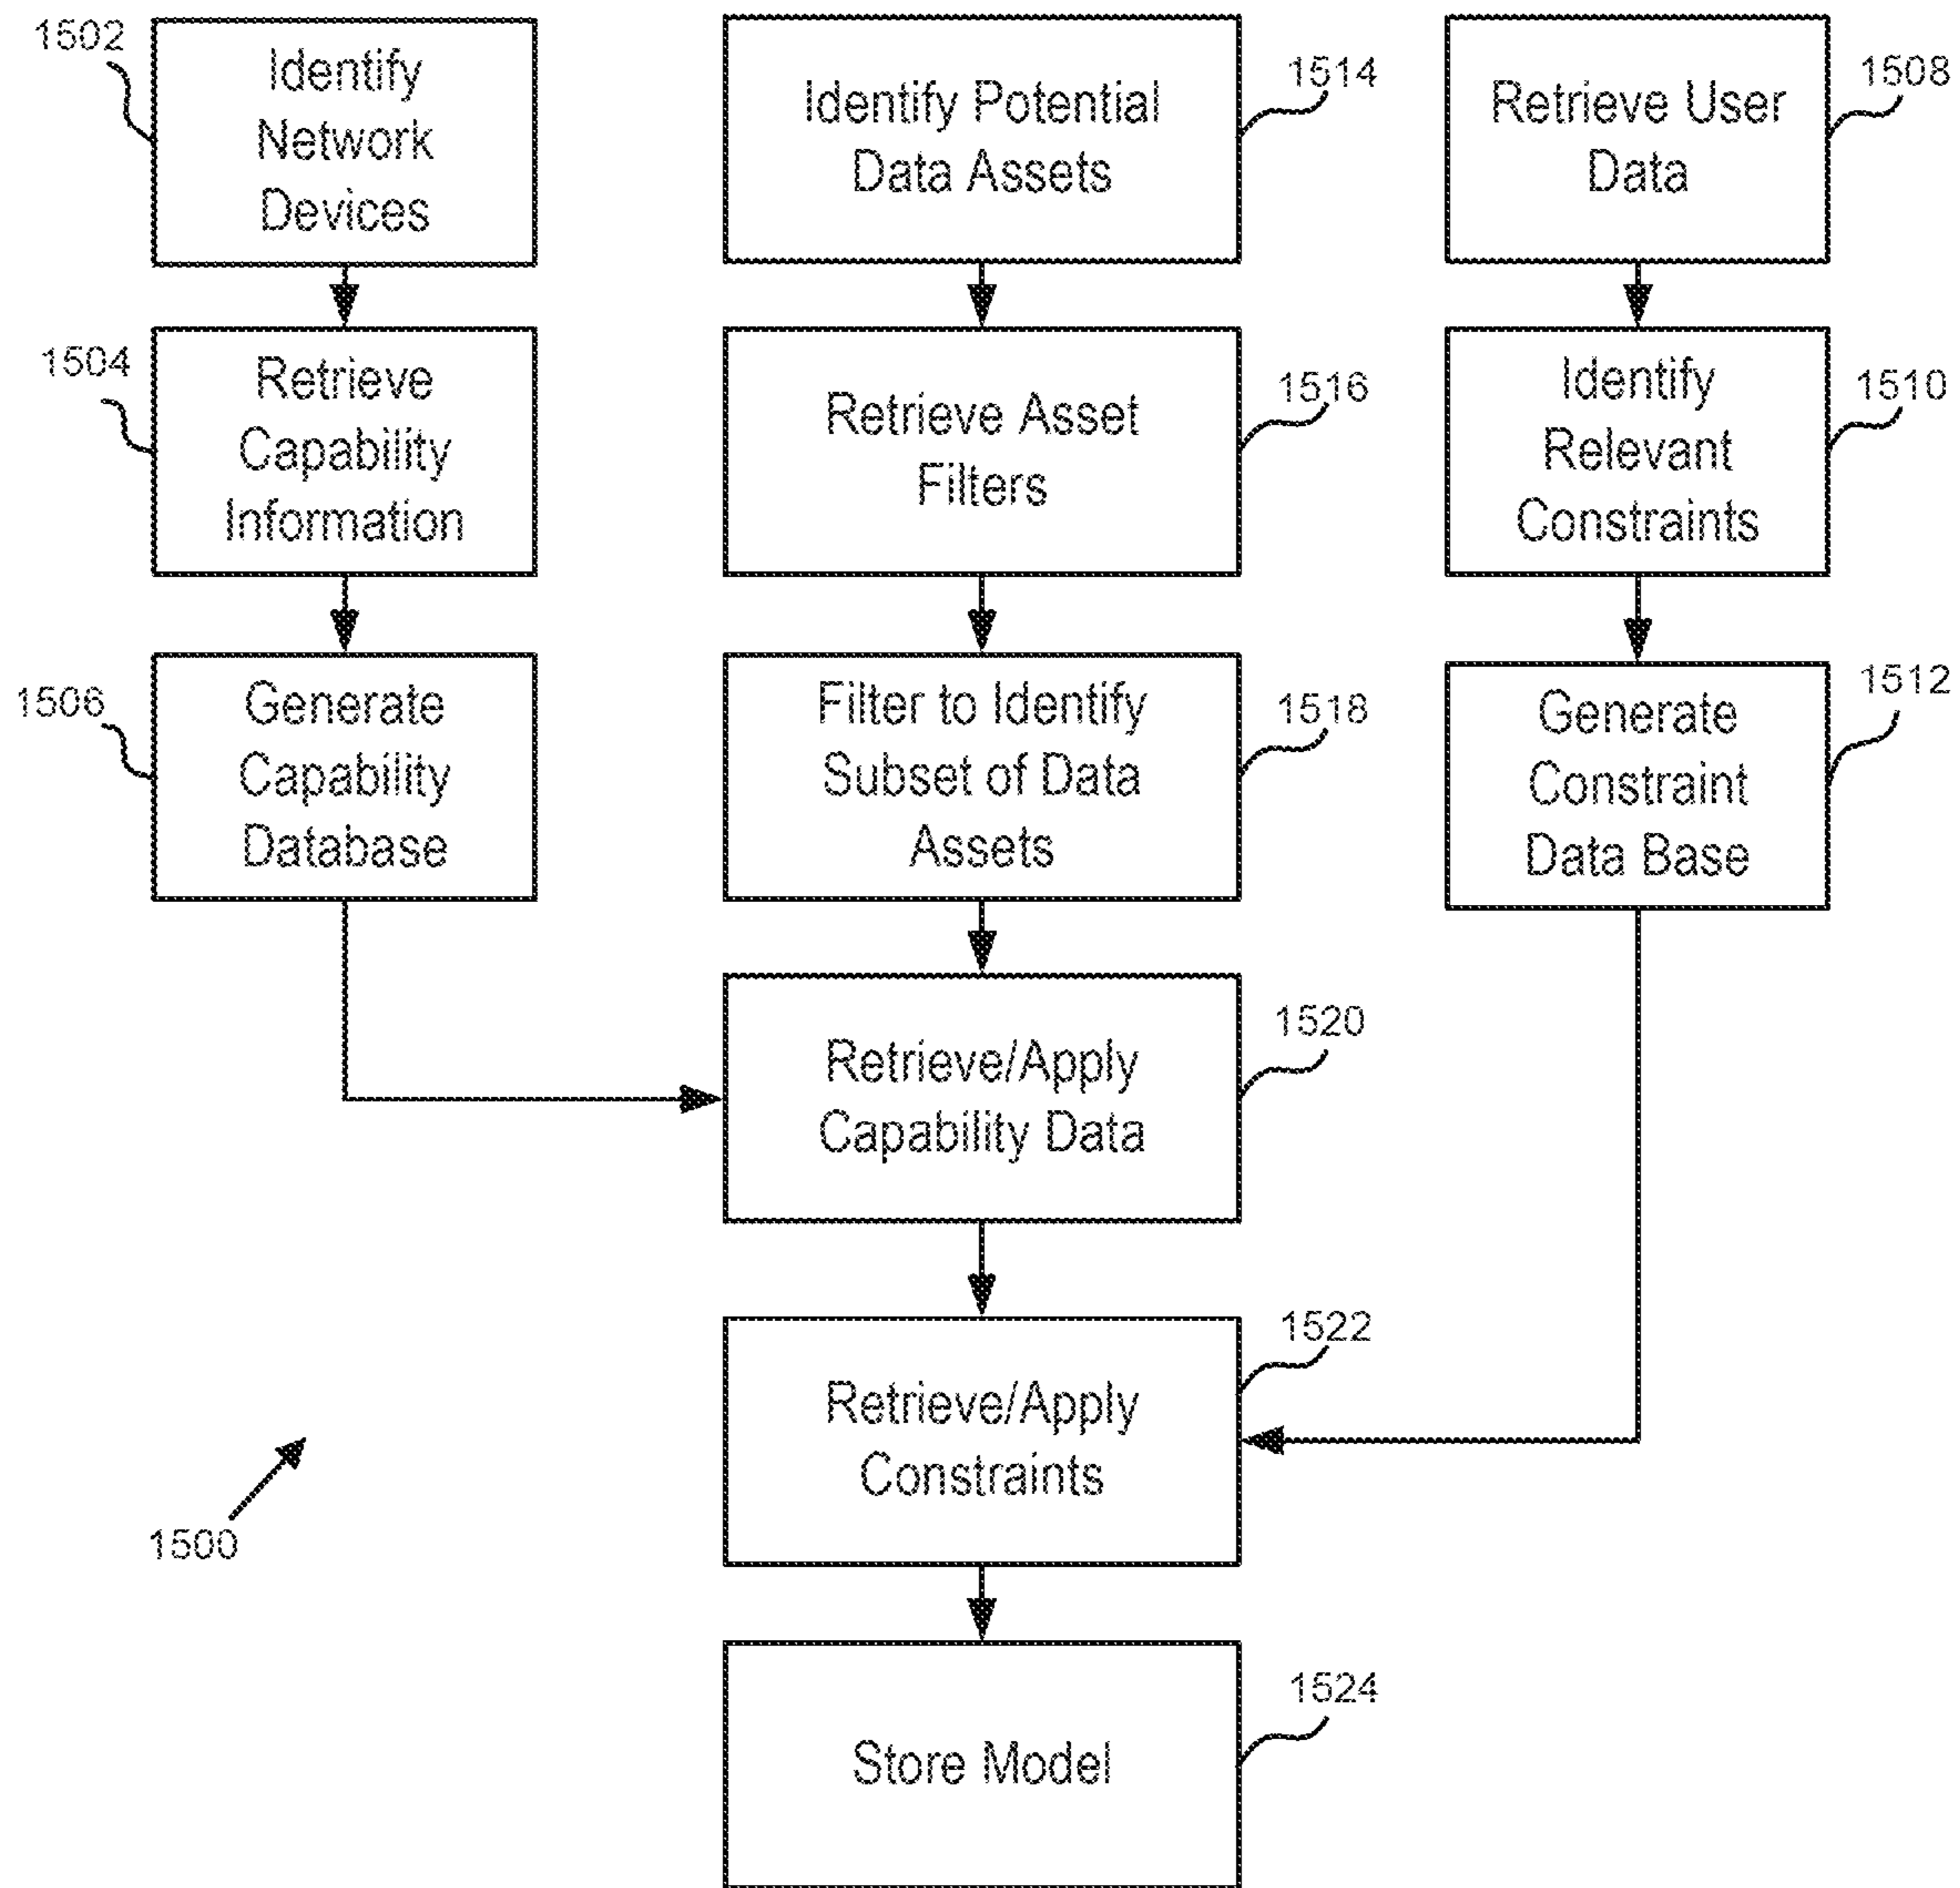 1502
Identify
Network
Devices
1504
Retrieve
Capability
Information
1506
Generate
Capability
Database
Identify Potential
Data Assets
1514
Retrieve Asset
Filters
1516
Filter to Identify
Subset of Data
Assets
1518
Retrieve/Apply
Capability Data
1520
Retrieve/Apply
Constraints
1522
Store Model
1524
Retrieve User
Data
1508
Identify
Relevant
Constraints
1510
Generate
Constraint
Data Base
1512
1500